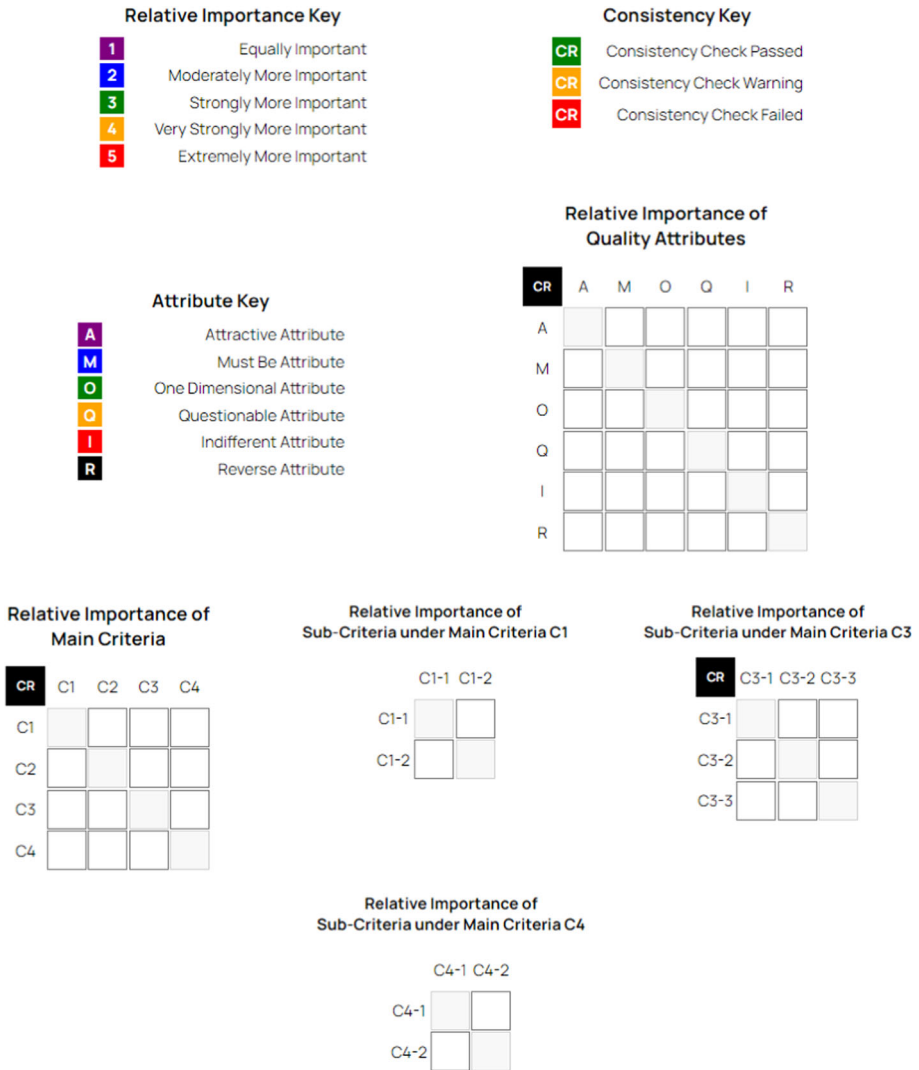 Relative Importance Key
1 Equally Important
2 Moderately More Important
3 Strongly More Important
4 Very Strongly More Important
5 Extremely More Important
Consistency Key
CR Consistency Check Passed
CR Consistency Check Warning
CR Consistency Check Failed
Relative Importance of
Quality Attributes
CR A M O Q I R
A
M
O
Q
I
R
Attribute Key
A Attractive Attribute
M Must Be Attribute
O One Dimensional Attribute
Q Questionable Attribute
I Indifferent Attribute
R Reverse Attribute
Relative Importance of
Main Criteria
CR C1 C2 C3 C4
C1
C2
C3
C4
Relative Importance of
Sub-Criteria under Main Criteria C1
C1-1 C1-2
C1-1
C1-2
Relative Importance of
Sub-Criteria under Main Criteria C3
CR C3-1 C3-2 C3-3
C3-1
C3-2
C3-3
Relative Importance of
Sub-Criteria under Main Criteria C4
C4-1 C4-2
C4-1
C4-2